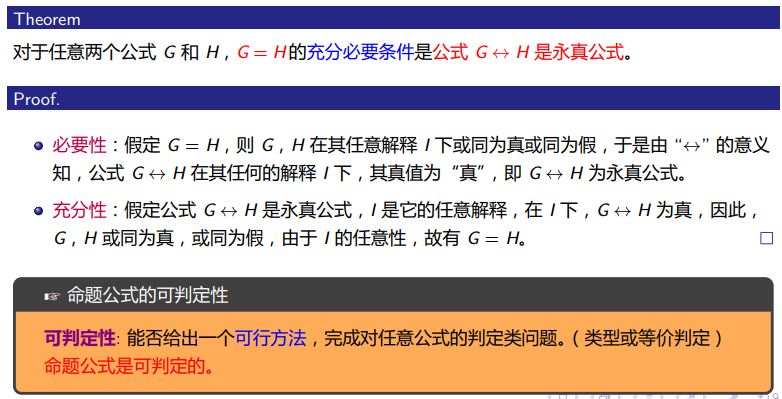 Theorem
对于任意两个公式 G 和 H，G = H 的充分必要条件是公式 G ↔ H 是永真公式。
Proof.
必要性：假定 G = H，则 G，H 在其任意解释 I 下或同为真或同为假，于是由 “↔” 的意义
知，公式 G ↔ H 在其任何的解释 I 下，其真值为“真”，即 G ↔ H 为永真公式。
充分性：假定公式 G ↔ H 是永真公式，I 是它的任意解释，在 I 下，G ↔ H 为真，因此，
G，H 或同为真，或同为假，由于 I 的任意性，故有 G = H。
☞ 命题公式的可判定性
可判定性: 能否给出一个可行方法，完成对任意公式的判定类问题。（类型或等价判定）
命题公式是可判定的。